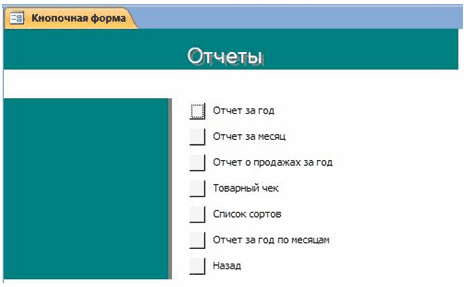 Кнопочная форма
Отчеты
Отчет за год
Отчет за месяц
Отчет о продажах за год
Товарный чек
Список сортов
Отчет за год по месяцам
Назад